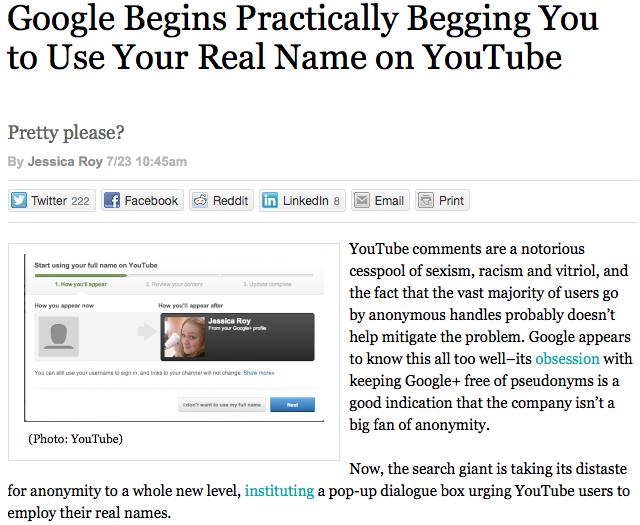 Google Begins Practically Begging You
to Use Your Real Name on YouTube
Pretty please?
By Jessica Roy 7/23 10:45am
Twitter 222
Facebook
Reddit
LinkedIn 8
Email
Print
Start using your full name on YouTube
1. How you'll appear
2. Review your content
3. Update complete
How you appear now
How you'll appear after
Jessica Roy
From your Google+ profile
You can still use your username to sign in, and links to your channel will not change. Show more»
I don't want to use my full name
Next
(Photo: YouTube)
YouTube comments are a notorious
cesspool of sexism, racism and vitriol, and
the fact that the vast majority of users go
by anonymous handles probably doesn't
help mitigate the problem. Google appears
to know this all too well–its obsession with
keeping Google+ free of pseudonyms is a
good indication that the company isn't a
big fan of anonymity.
Now, the search giant is taking its distaste
for anonymity to a whole new level, instituting a pop-up dialogue box urging YouTube users to
employ their real names.